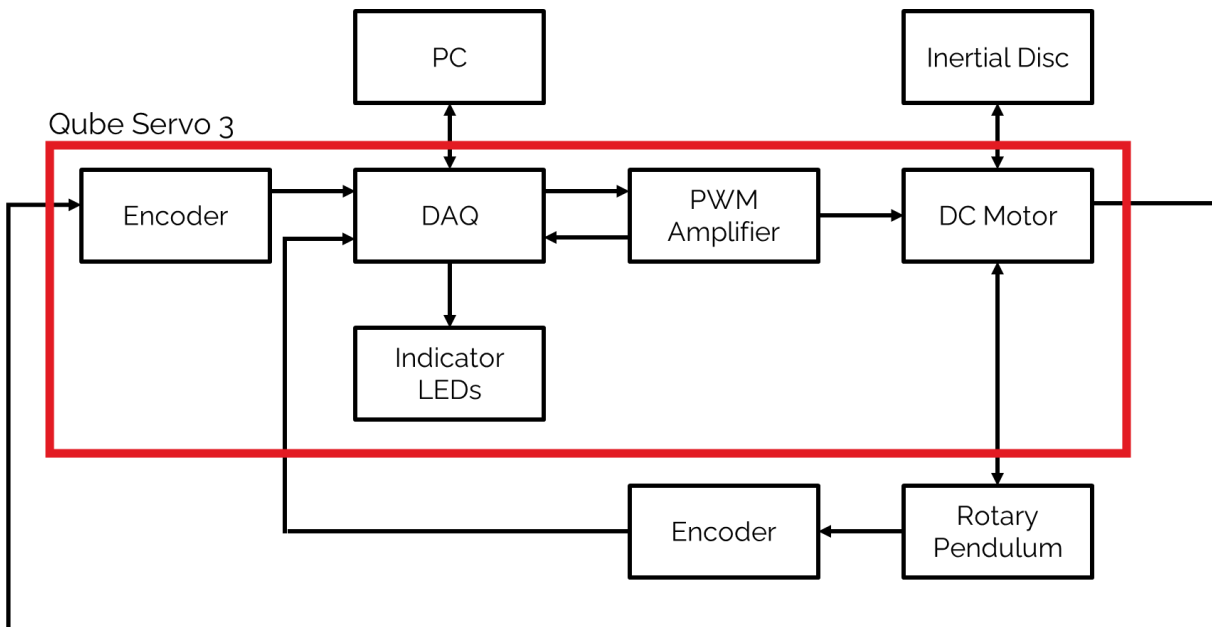 PC
Inertial Disc
Qube Servo 3
Encoder
DAQ
PWM
Amplifier
DC Motor
Indicator
LEDs
Encoder
Rotary
Pendulum